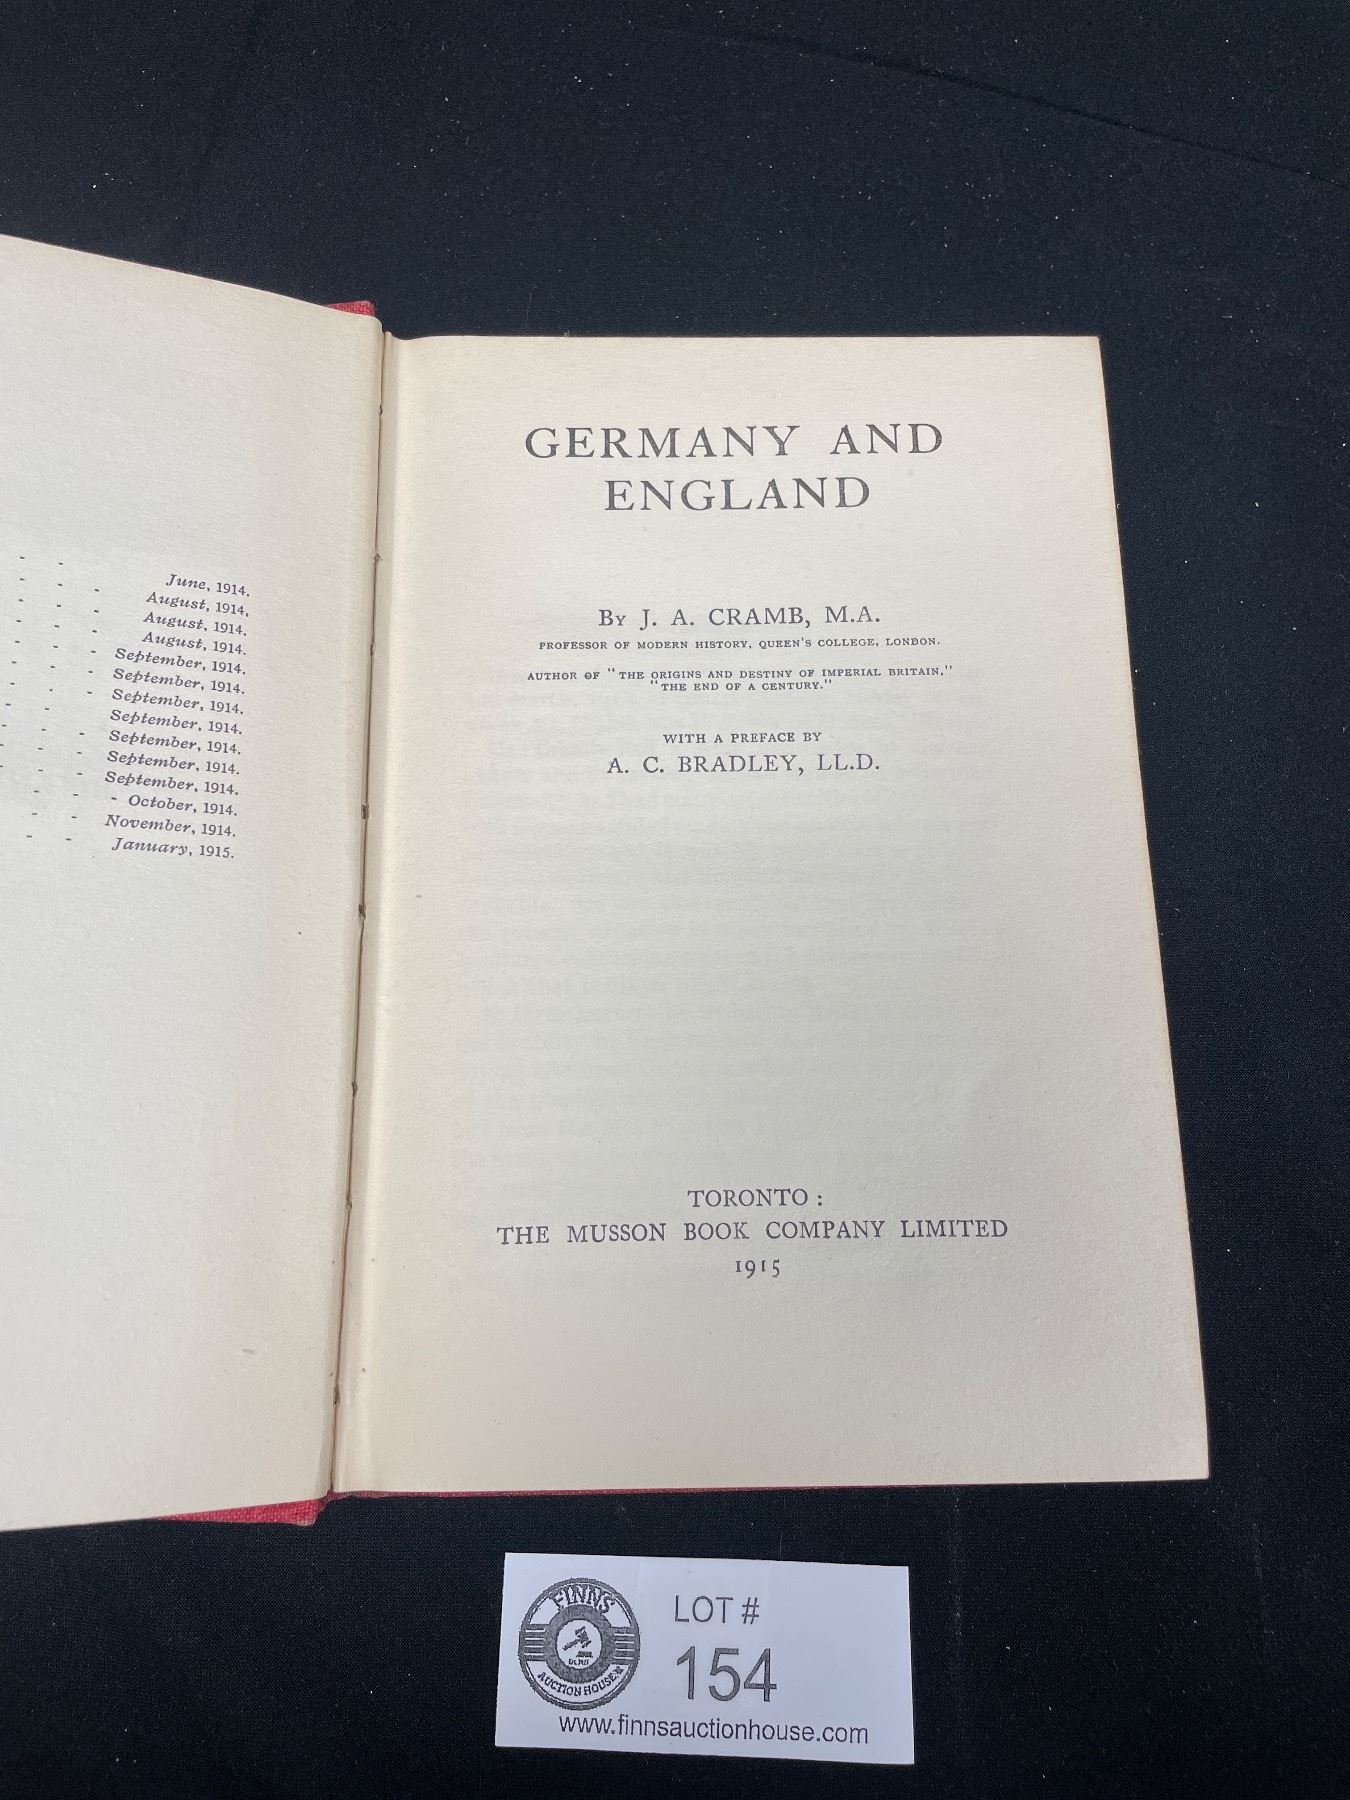 - - June, 1914.
- - - August, 1914.
- - - August, 1914.
- - - August, 1914.
- - - September, 1914.
- - - September, 1914.
- - - September, 1914.
- - - September, 1914.
- - - September, 1914.
- - - September, 1914.
- - - September, 1914.
- - - October, 1914.
- - November, 1914.
- - January, 1915.
GERMANY AND
ENGLAND
By J. A. CRAMB, M.A.
PROFESSOR OF MODERN HISTORY, QUEEN'S COLLEGE, LONDON.
AUTHOR OF "THE ORIGINS AND DESTINY OF IMPERIAL BRITAIN,"
"THE END OF A CENTURY."
WITH A PREFACE BY
A. C. BRADLEY, LL.D.
TORONTO:
THE MUSSON BOOK COMPANY LIMITED
1915
FINNS
AUCTION HOUSE
LOT #
154
www.finnsauctionhouse.com